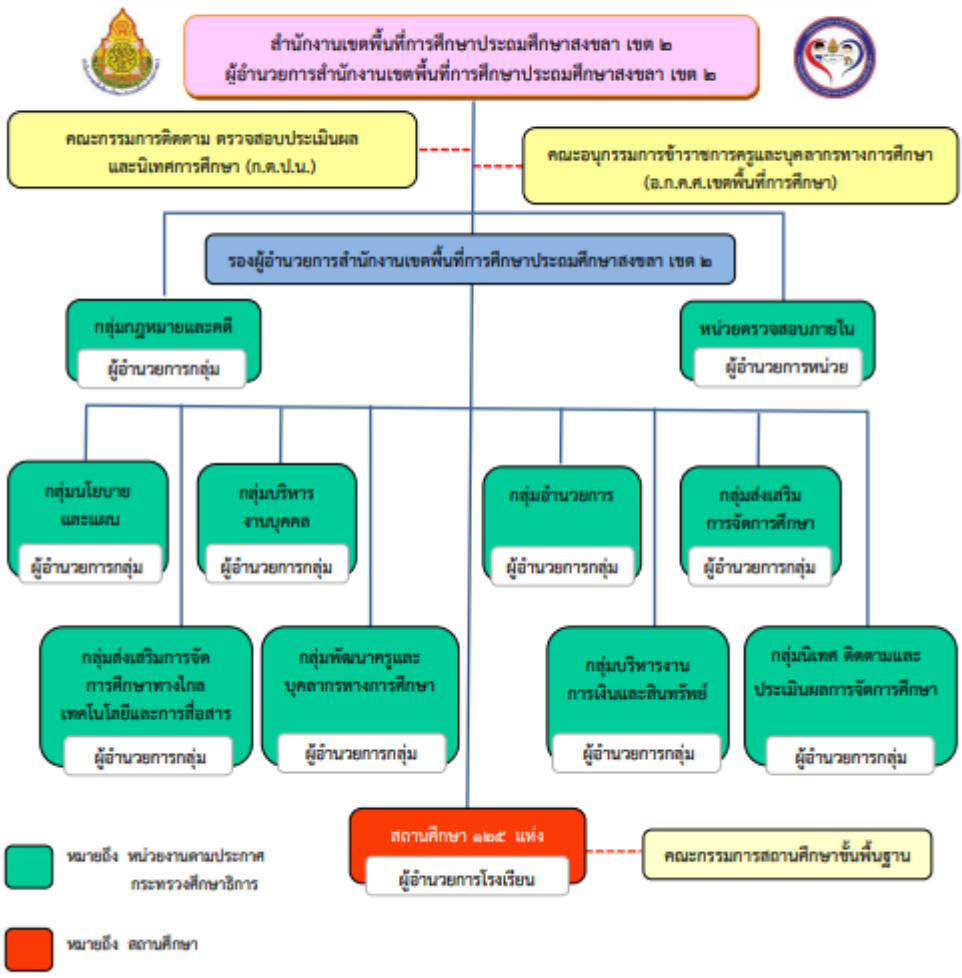 สำนักงานเขตพื้นที่การศึกษาประถมศึกษาสงขลา เขต ๒
ผู้อำนวยการสำนักงานเขตพื้นที่การศึกษาประถมศึกษาสงขลา เขต ๒
คณะกรรมการติดตาม ตรวจสอบประเมินผล
และนิเทศการศึกษา (ก.ต.ป.น.)
คณะอนุกรรมการข้าราชการครูและบุคลากรทางการศึกษา
(อ.ก.ค.ศ.เขตพื้นที่การศึกษา)
รองผู้อำนวยการสำนักงานเขตพื้นที่การศึกษาประถมศึกษาสงขลา เขต ๒
กลุ่มกฎหมายและคดี
ผู้อำนวยการกลุ่ม
หน่วยตรวจสอบภายใน
ผู้อำนวยการหน่วย
กลุ่มนโยบาย
และแผน
ผู้อำนวยการกลุ่ม
กลุ่มบริหาร
งานบุคคล
ผู้อำนวยการกลุ่ม
กลุ่มอำนวยการ
ผู้อำนวยการกลุ่ม
กลุ่มส่งเสริม
การจัดการศึกษา
ผู้อำนวยการกลุ่ม
กลุ่มส่งเสริมการจัด
การศึกษาทางไกล
เทคโนโลยีและการสื่อสาร
ผู้อำนวยการกลุ่ม
กลุ่มพัฒนาครูและ
บุคลากรทางการศึกษา
ผู้อำนวยการกลุ่ม
กลุ่มบริหารงาน
การเงินและสินทรัพย์
ผู้อำนวยการกลุ่ม
กลุ่มนิเทศ ติดตามและ
ประเมินผลการจัดการศึกษา
ผู้อำนวยการกลุ่ม
สถานศึกษา ๑๒๕ แห่ง
ผู้อำนวยการโรงเรียน
คณะกรรมการสถานศึกษาขั้นพื้นฐาน
หมายถึง หน่วยงานตามประกาศ
กระทรวงศึกษาธิการ
หมายถึง สถานศึกษา